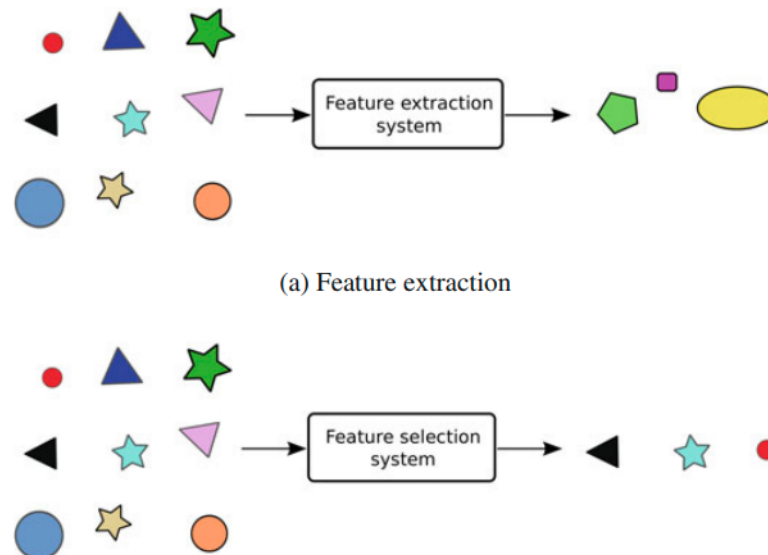 Feature extraction
system
(a) Feature extraction
Feature selection
system